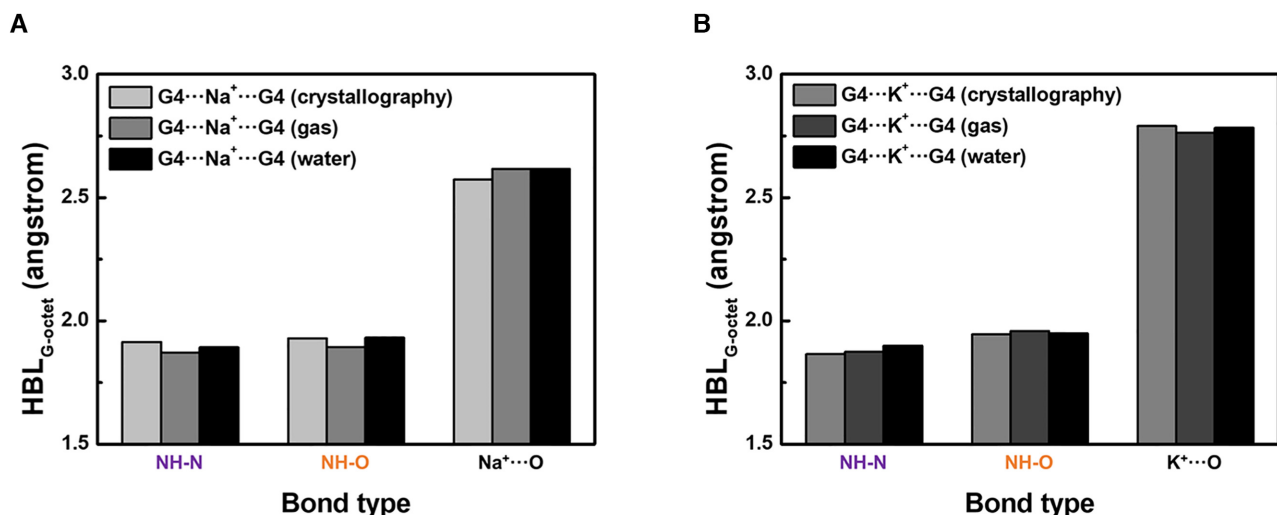 A
HBL_G-octet (angstrom)
3.0
2.5
2.0
1.5
G4···Na⁺···G4 (crystallography)
G4···Na⁺···G4 (gas)
G4···Na⁺···G4 (water)
NH-N NH-O Na⁺···O
Bond type
B
HBL_G-octet (angstrom)
3.0
2.5
2.0
1.5
G4···K⁺···G4 (crystallography)
G4···K⁺···G4 (gas)
G4···K⁺···G4 (water)
NH-N NH-O K⁺···O
Bond type